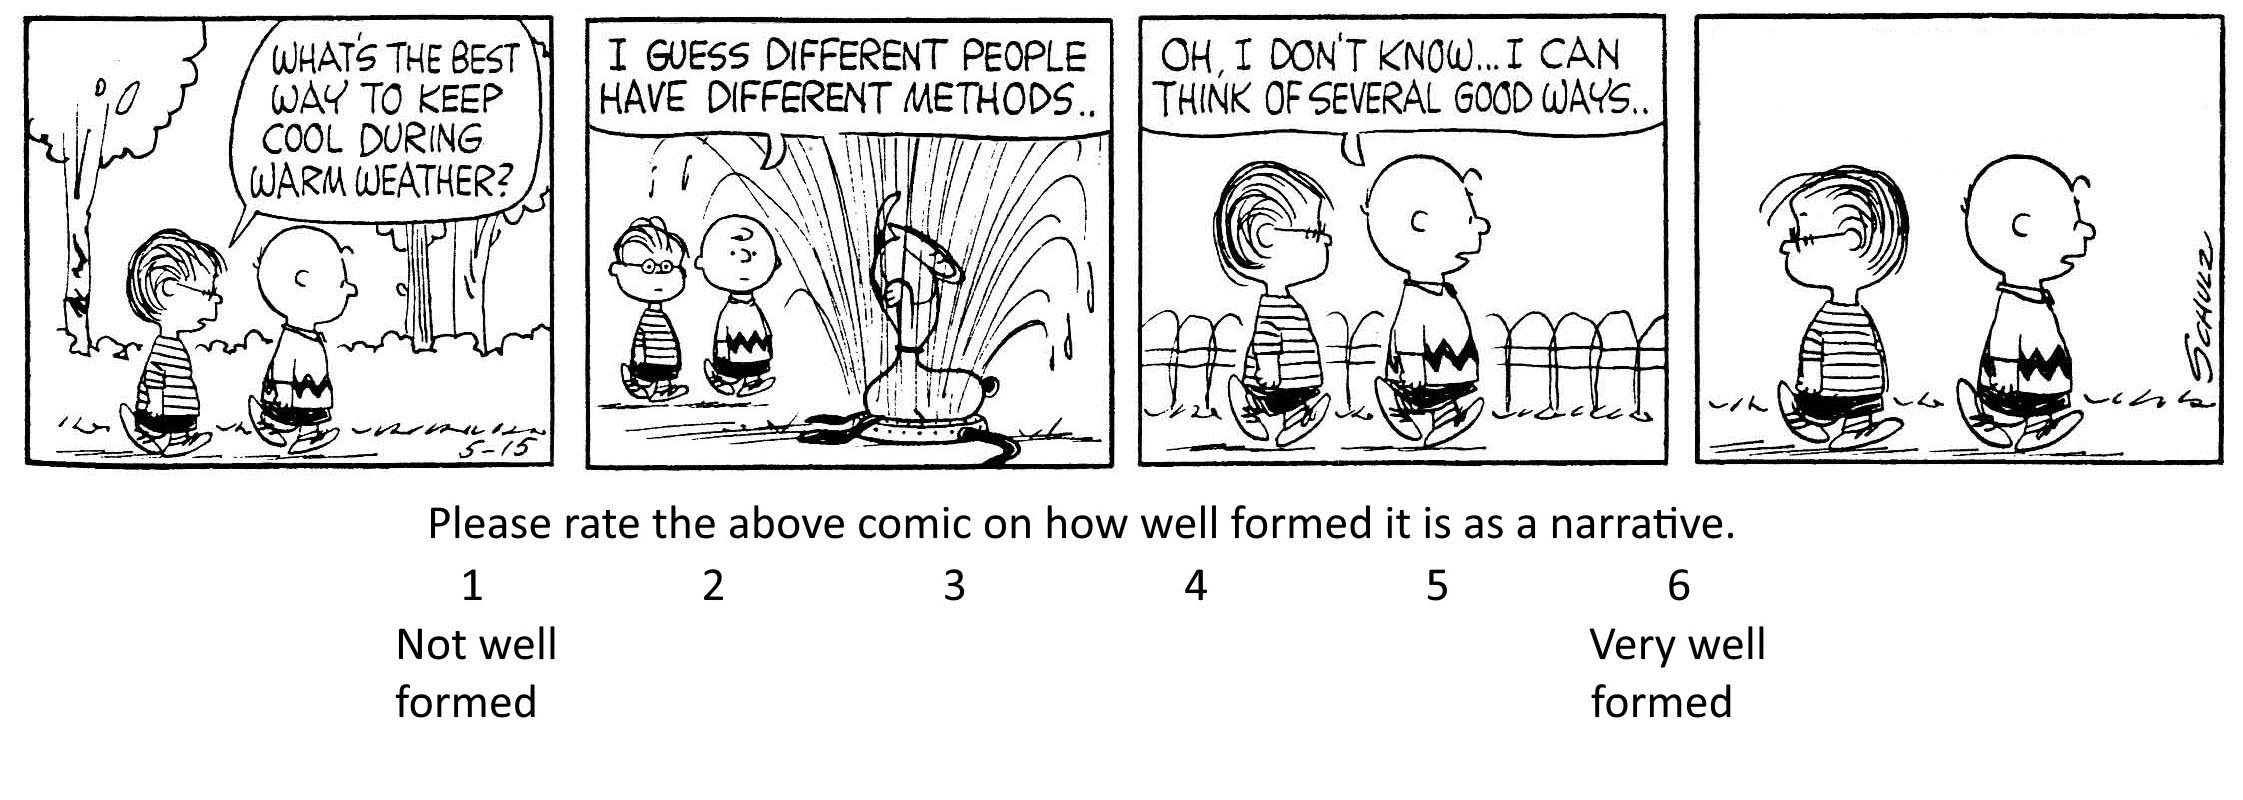 WHAT'S THE BEST
WAY TO KEEP
COOL DURING
WARM WEATHER?
5-15
I GUESS DIFFERENT PEOPLE
HAVE DIFFERENT METHODS..
OH, I DON'T KNOW...I CAN
THINK OF SEVERAL GOOD WAYS..
SCHULZ
Please rate the above comic on how well formed it is as a narrative.
1 2 3 4 5 6
Not well
formed
Very well
formed